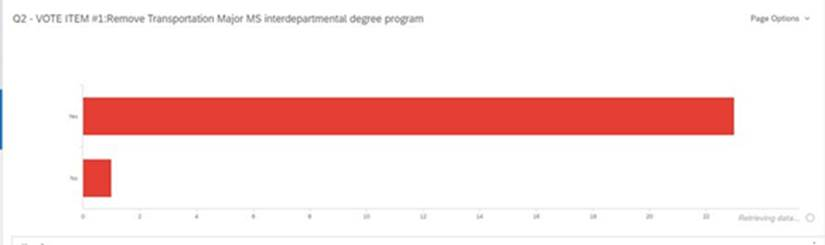 Q2 - VOTE ITEM #1:Remove Transportation Major MS interdepartmental degree program
Page Options
No
No
0 2 4 6 8 10 12 14 16 18 20 22
Retrieving data...